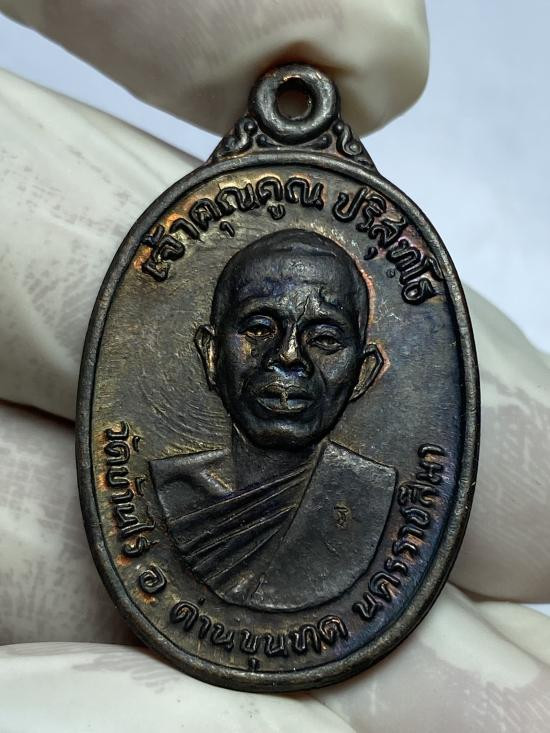 เจ้าคุณคูณ ปริสุทฺโธ
วัดบ้านไร่ อ ด่านขุนทด นครราชสีมา